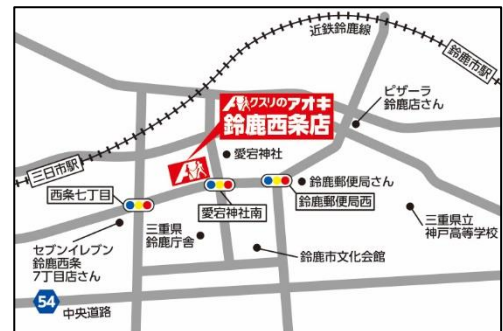 近鉄鈴鹿線
鈴鹿市駅
クスリのアオキ
鈴鹿西条店
ピザーラ
鈴鹿店さん
三日市駅
愛宕神社
西条七丁目
愛宕神社南
鈴鹿郵便局さん
鈴鹿郵便局西
セブンイレブン
鈴鹿西条
7丁目店さん
三重県
鈴鹿庁舎
鈴鹿市文化会館
三重県立
神戸高等学校
54
中央道路